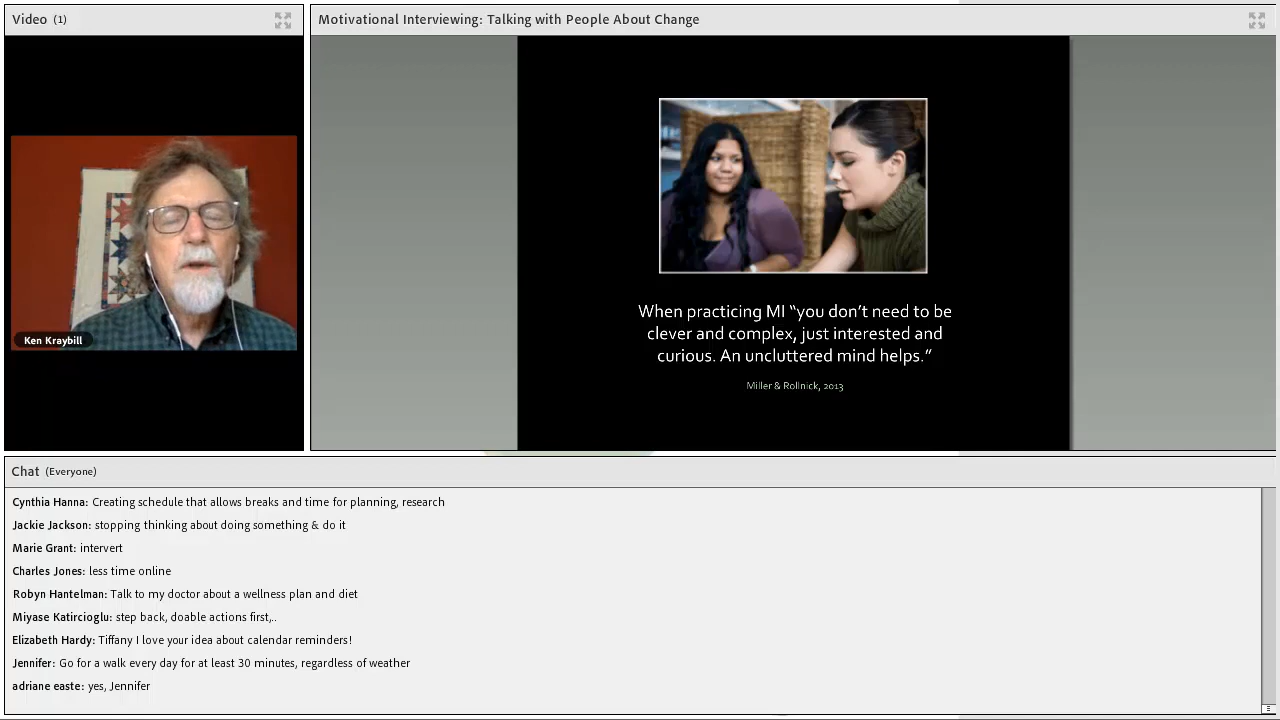 Video (1)
Motivational Interviewing: Talking with People About Change
Ken Kraybill
When practicing MI “you don’t need to be
clever and complex, just interested and
curious. An uncluttered mind helps.”
Miller & Rollnick, 2013
Chat (Everyone)
Cynthia Hanna: Creating schedule that allows breaks and time for planning, research
Jackie Jackson: stopping thinking about doing something & do it
Marie Grant: intervert
Charles Jones: less time online
Robyn Hantelman: Talk to my doctor about a wellness plan and diet
Miyase Katircioglu: step back, doable actions first,..
Elizabeth Hardy: Tiffany I love your idea about calendar reminders!
Jennifer: Go for a walk every day for at least 30 minutes, regardless of weather
adriane easte: yes, Jennifer